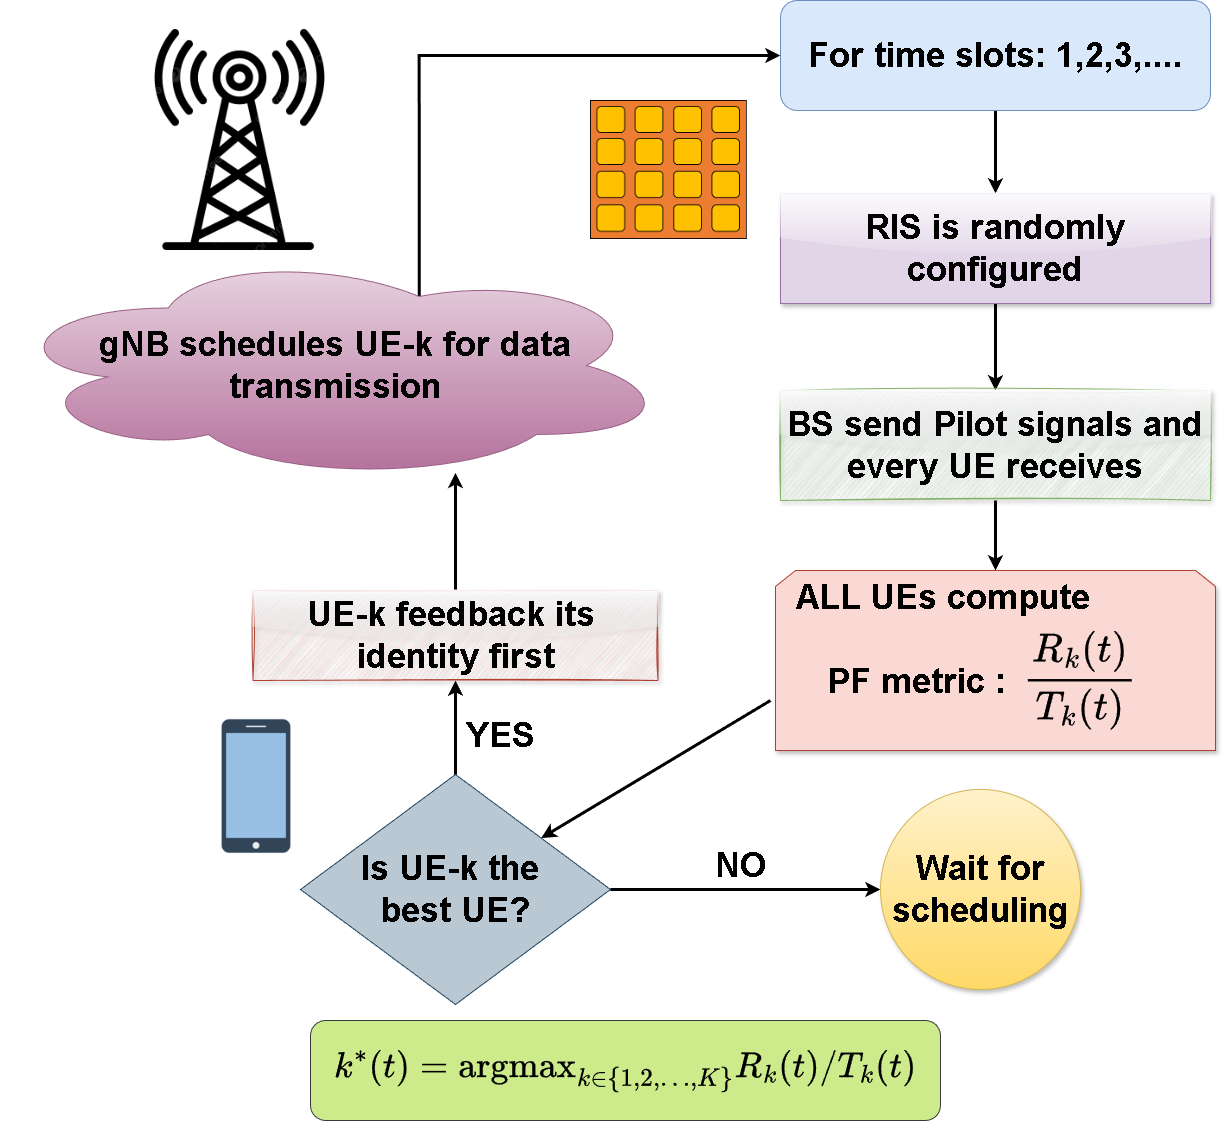 For time slots: 1,2,3,....
RIS is randomly
configured
BS send Pilot signals and
every UE receives
ALL UEs compute
PF metric : R_k(t) / T_k(t)
gNB schedules UE-k for data
transmission
UE-k feedback its
identity first
YES
Is UE-k the
best UE?
NO
Wait for
scheduling
k*(t) = argmax_{k∈{1,2,...,K}} R_k(t)/T_k(t)